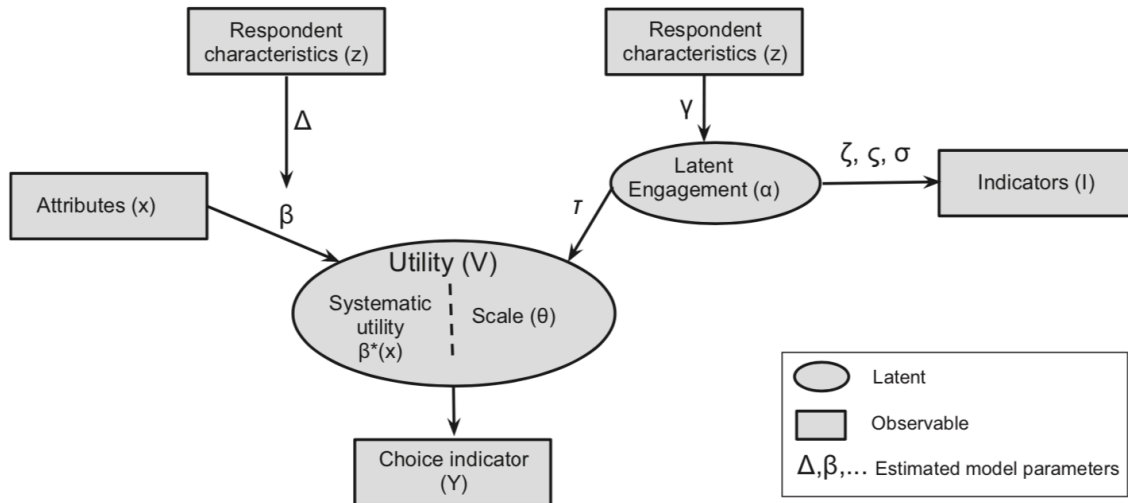 Respondent
characteristics (z)
Respondent
characteristics (z)
Δ
γ
Latent
Engagement (α)
ζ, ς, σ
Indicators (I)
Attributes (x)
β
τ
Utility (V)
Systematic
utility
β*(x)
Scale (θ)
Choice indicator
(Y)
Latent
Observable
Δ,β,... Estimated model parameters